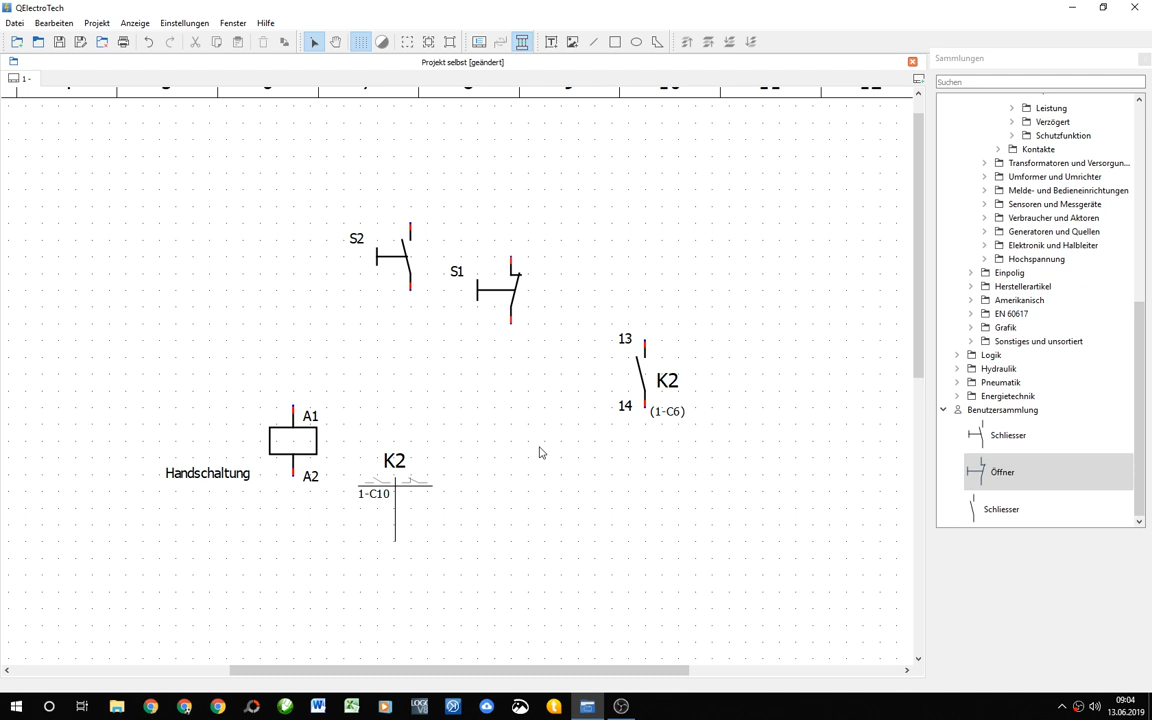 QElectroTech
Datei Bearbeiten Projekt Anzeige Einstellungen Fenster Hilfe
Projekt selbst [geändert]
1 -
Sammlungen
Suchen
Leistung
Verzögert
Schutzfunktion
Kontakte
Transformatoren und Versorgun...
Umformer und Umrichter
Melde- und Bedieneinrichtungen
Sensoren und Messgeräte
Verbraucher und Aktoren
Generatoren und Quellen
Elektronik und Halbleiter
Hochspannung
Einpolig
Herstellerartikel
Amerikanisch
EN 60617
Grafik
Sonstiges und unsortiert
Logik
Hydraulik
Pneumatik
Energietechnik
Benutzersammlung
Schliesser
Öffner
Schliesser
S2
S1
13
K2
14
(1-C6)
A1
A2
Handschaltung
K2
1-C10
09:04
13.06.2019